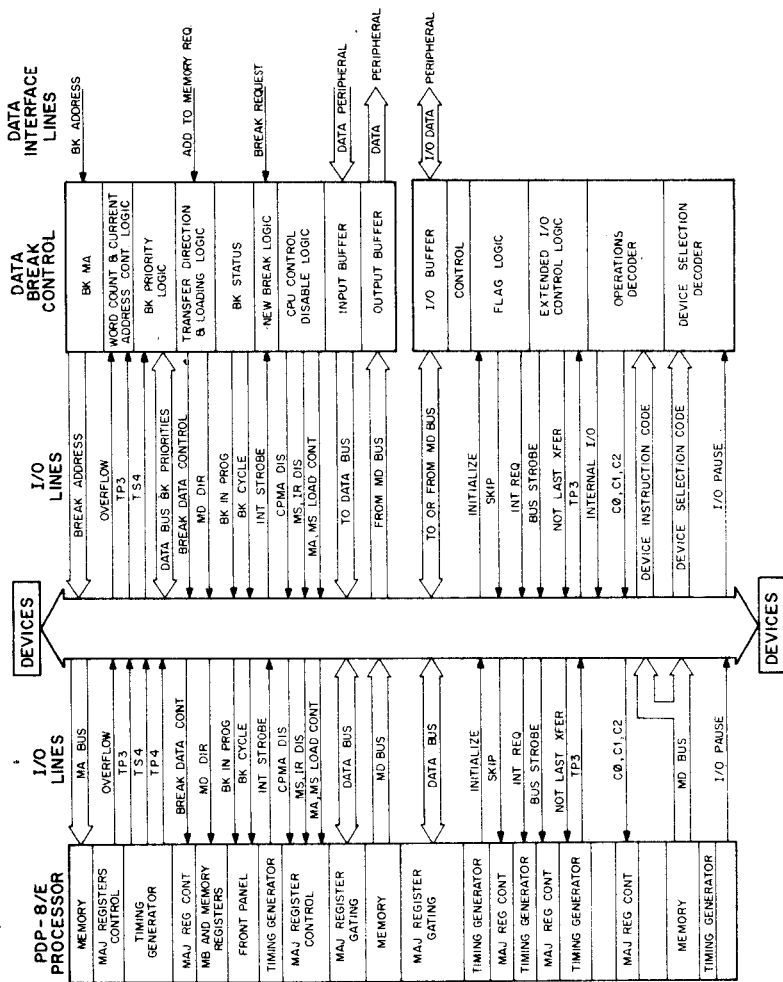 PDP-8/E
PROCESSOR
MEMORY
MAJ REGISTERS
CONTROL
TIMING
GENERATOR
MAJ REG CONT
MB AND MEMORY
REGISTERS
FRONT PANEL
TIMING GENERATOR
MAJ REGISTER
CONTROL
MAJ REGISTER
GATING
MEMORY
MAJ REGISTER
GATING
TIMING GENERATOR
MAJ REG CONT
TIMING GENERATOR
MAJ REG CONT
TIMING GENERATOR
MAJ REG CONT
MEMORY
TIMING GENERATOR
I/O
LINES
MA BUS
OVERFLOW
TP3
TS4
TP4
BREAK DATA CONT
MD DIR
BK IN PROG
BK CYCLE
INT STROBE
CPMA DIS
MS, IR DIS
MA, MS LOAD CONT
DATA BUS
MD BUS
DATA BUS
INITIALIZE
SKIP
INT REQ
BUS STROBE
NOT LAST XFER
TP3
CØ, C1, C2
MD BUS
I/O PAUSE
DEVICES
DEVICES
I/O
LINES
BREAK ADDRESS
OVERFLOW
TP3
TS4
DATA BUS BK PRIORITIES
BREAK DATA CONTROL
MD DIR
BK IN PROG
BK CYCLE
INT STROBE
CPMA DIS
MS, IR DIS
MA, MS LOAD CONT
TO DATA BUS
FROM MD BUS
TO OR FROM MD BUS
INITIALIZE
SKIP
INT REQ
BUS STROBE
NOT LAST XFER
TP3
INTERNAL I/O
CØ, C1, C2
DEVICE INSTRUCTION CODE
DEVICE SELECTION CODE
I/O PAUSE
DATA
BREAK
CONTROL
BK MA
WORD COUNT & CURRENT
ADDRESS CONT LOGIC
BK PRIORITY
LOGIC
TRANSFER DIRECTION
& LOADING LOGIC
BK STATUS
NEW BREAK LOGIC
CPU CONTROL
DISABLE LOGIC
INPUT BUFFER
OUTPUT BUFFER
I/O BUFFER
CONTROL
FLAG LOGIC
EXTENDED I/O
CONTROL LOGIC
OPERATIONS
DECODER
DEVICE SELECTION
DECODER
DATA
INTERFACE
LINES
BK ADDRESS
ADD TO MEMORY REQ.
BREAK REQUEST
DATA PERIPHERAL
DATA PERIPHERAL
I/O DATA PERIPHERAL